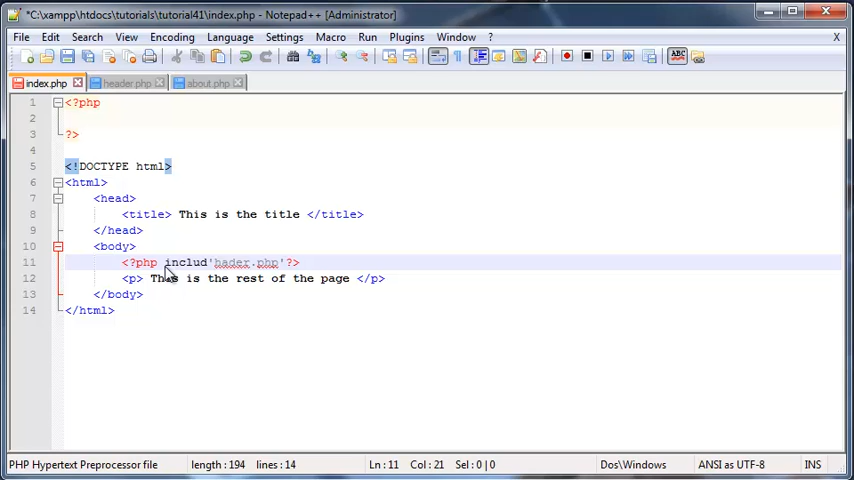 *C:\xampp\htdocs\tutorials\tutorial41\index.php - Notepad++ [Administrator]
File Edit Search View Encoding Language Settings Macro Run Plugins Window ? X
index.php header.php about.php
1 <?php
2
3 ?>
4
5 <!DOCTYPE html>
6 <html>
7 <head>
8 <title> This is the title </title>
9 </head>
10 <body>
11 <?php includ'hader.php'?>
12 <p> This is the rest of the page </p>
13 </body>
14 </html>
PHP Hypertext Preprocessor file length : 194 lines : 14 Ln : 11 Col : 21 Sel : 0 | 0 Dos\Windows ANSI as UTF-8 INS